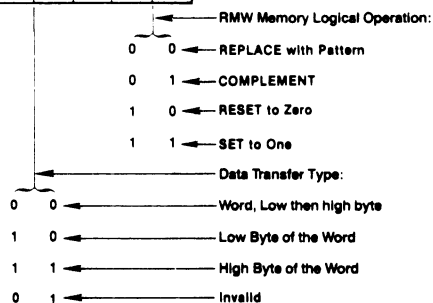 RMW Memory Logical Operation:
0 0 REPLACE with Pattern
0 1 COMPLEMENT
1 0 RESET to Zero
1 1 SET to One
Data Transfer Type:
0 0 Word, Low then high byte
1 0 Low Byte of the Word
1 1 High Byte of the Word
0 1 Invalid